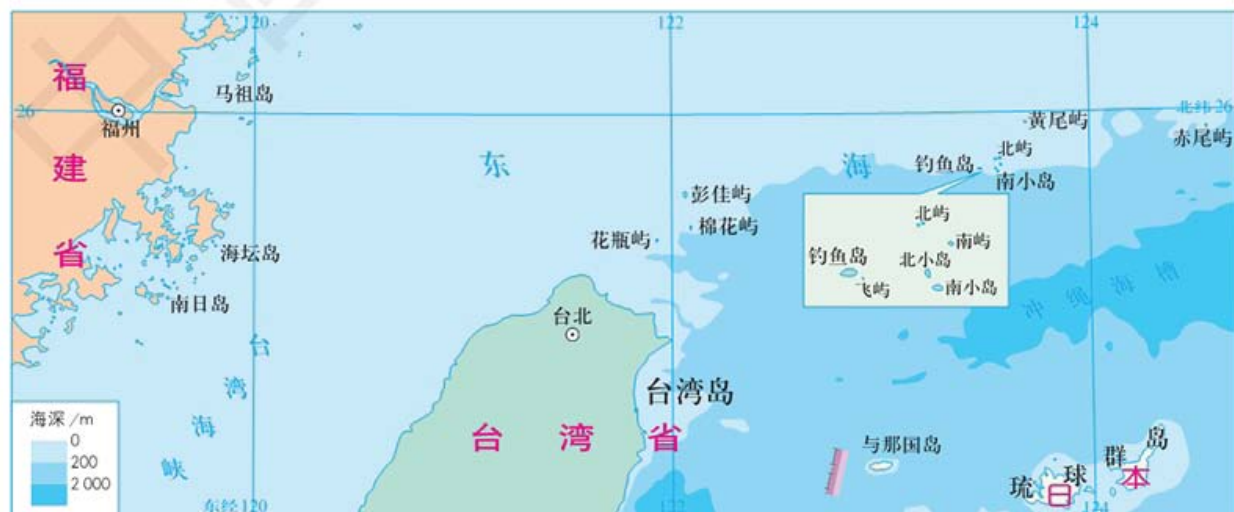 120
122
124
福建省
马祖岛
26
福州
东海
黄尾屿
北纬26
赤尾屿
钓鱼岛
北屿
南小岛
彭佳屿
棉花屿
花瓶屿
北屿
南屿
钓鱼岛
北小岛
飞屿
南小岛
海坛岛
南日岛
冲绳海槽
台北
台湾海峡
台湾岛
台湾省
海深/m
0
200
2 000
与那国岛
琉球群岛
日本
东经120
122
124